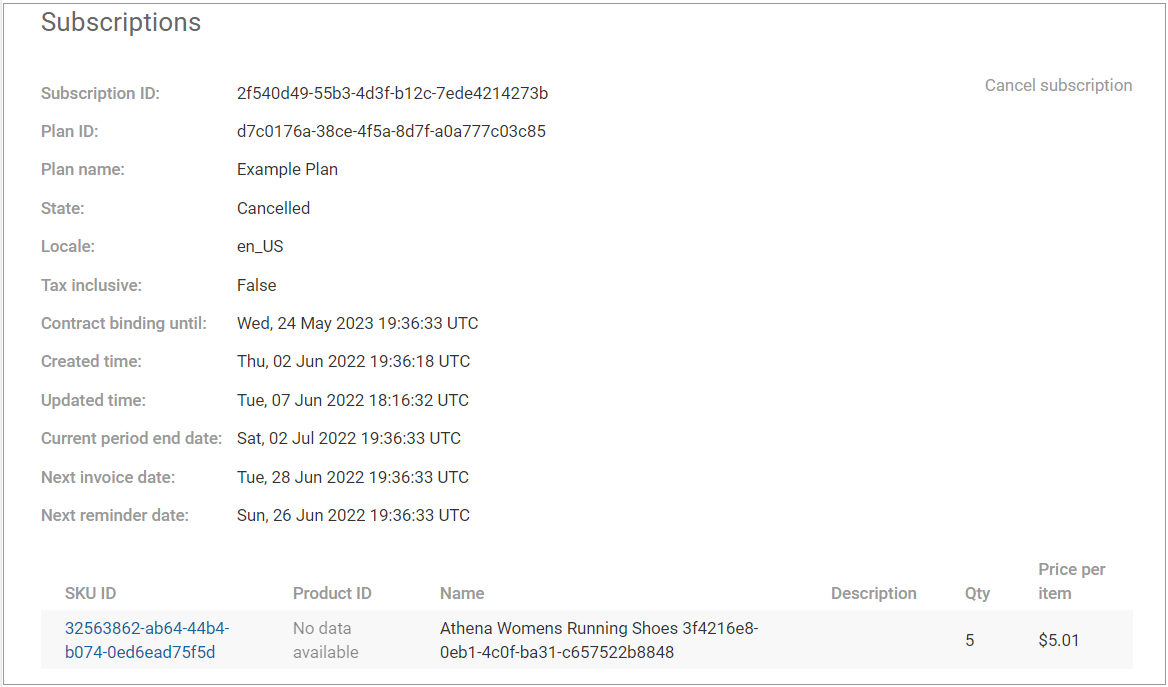 Subscriptions
Cancel subscription
Subscription ID: 2f540d49-55b3-4d3f-b12c-7ede4214273b
Plan ID: d7c0176a-38ce-4f5a-8d7f-a0a777c03c85
Plan name: Example Plan
State: Cancelled
Locale: en_US
Tax inclusive: False
Contract binding until: Wed, 24 May 2023 19:36:33 UTC
Created time: Thu, 02 Jun 2022 19:36:18 UTC
Updated time: Tue, 07 Jun 2022 18:16:32 UTC
Current period end date: Sat, 02 Jul 2022 19:36:33 UTC
Next invoice date: Tue, 28 Jun 2022 19:36:33 UTC
Next reminder date: Sun, 26 Jun 2022 19:36:33 UTC
Price per
SKU ID Product ID Name Description Qty item
32563862-ab64-44b4- No data Athena Womens Running Shoes 3f4216e8-
5 $5.01
b074-0ed6ead75f5d available 0eb1-4c0f-ba31-c657522b8848